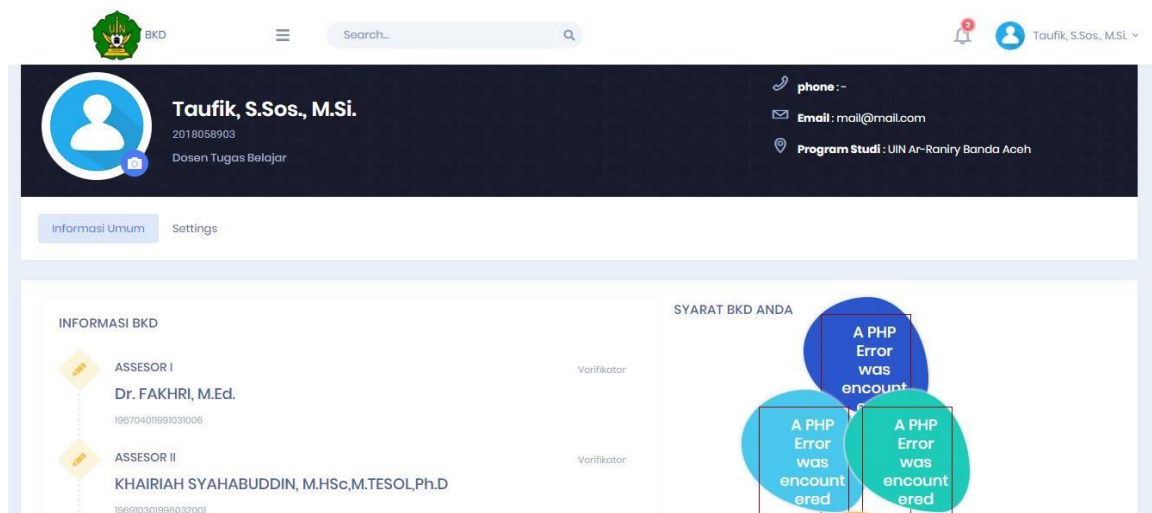 UIN
BKD
Search...
2
Taufik, S.Sos., M.Si.
Taufik, S.Sos., M.Si.
2018058903
Dosen Tugas Belajar
phone : -
Email : mail@mail.com
Program Studi : UIN Ar-Raniry Banda Aceh
Informasi Umum
Settings
INFORMASI BKD
ASSESOR I
Verifikator
Dr. FAKHRI, M.Ed.
196704011991031006
ASSESOR II
Verifikator
KHAIRIAH SYAHABUDDIN, M.HSc,M.TESOL,Ph.D
196910301996032001
SYARAT BKD ANDA
A PHP
Error
was
encount
A PHP
Error
was
encount
ered
A PHP
Error
was
encount
ered